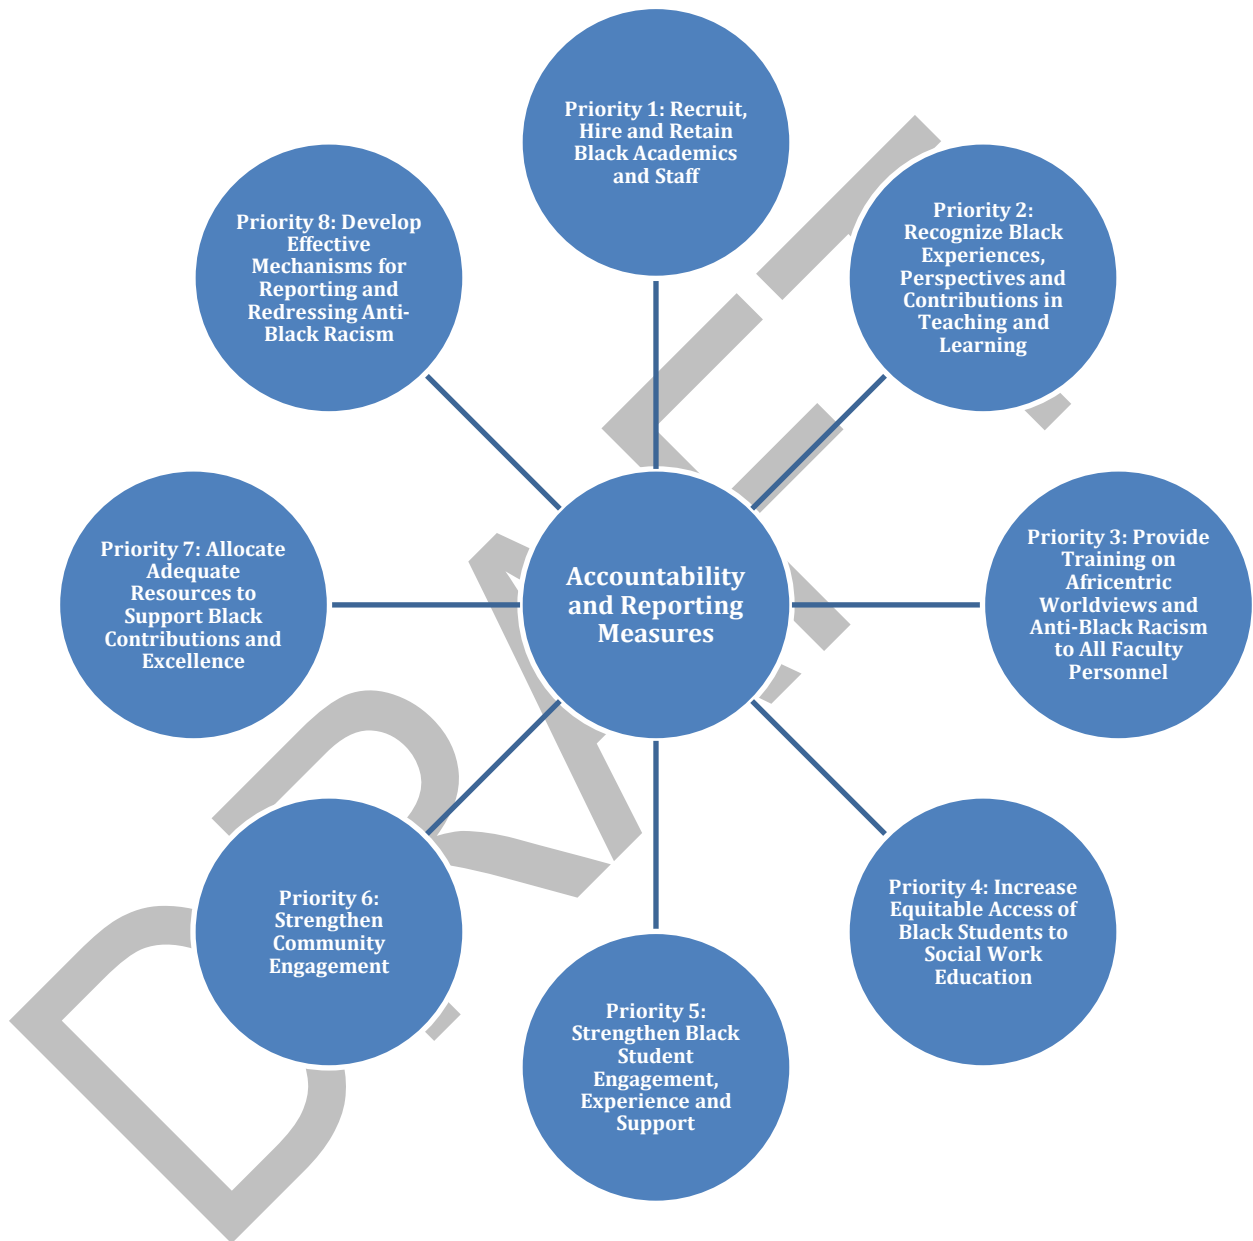 Priority 1: Recruit,
Hire and Retain
Black Academics
and Staff
Priority 2:
Recognize Black
Experiences,
Perspectives and
Contributions in
Teaching and
Learning
Priority 3: Provide
Training on
Africentric
Worldviews and
Anti-Black Racism
to All Faculty
Personnel
Priority 4: Increase
Equitable Access of
Black Students to
Social Work
Education
Priority 5:
Strengthen Black
Student
Engagement,
Experience and
Support
Priority 6:
Strengthen
Community
Engagement
Priority 7: Allocate
Adequate
Resources to
Support Black
Contributions and
Excellence
Priority 8: Develop
Effective
Mechanisms for
Reporting and
Redressing Anti-
Black Racism
Accountability
and Reporting
Measures
DRAFT